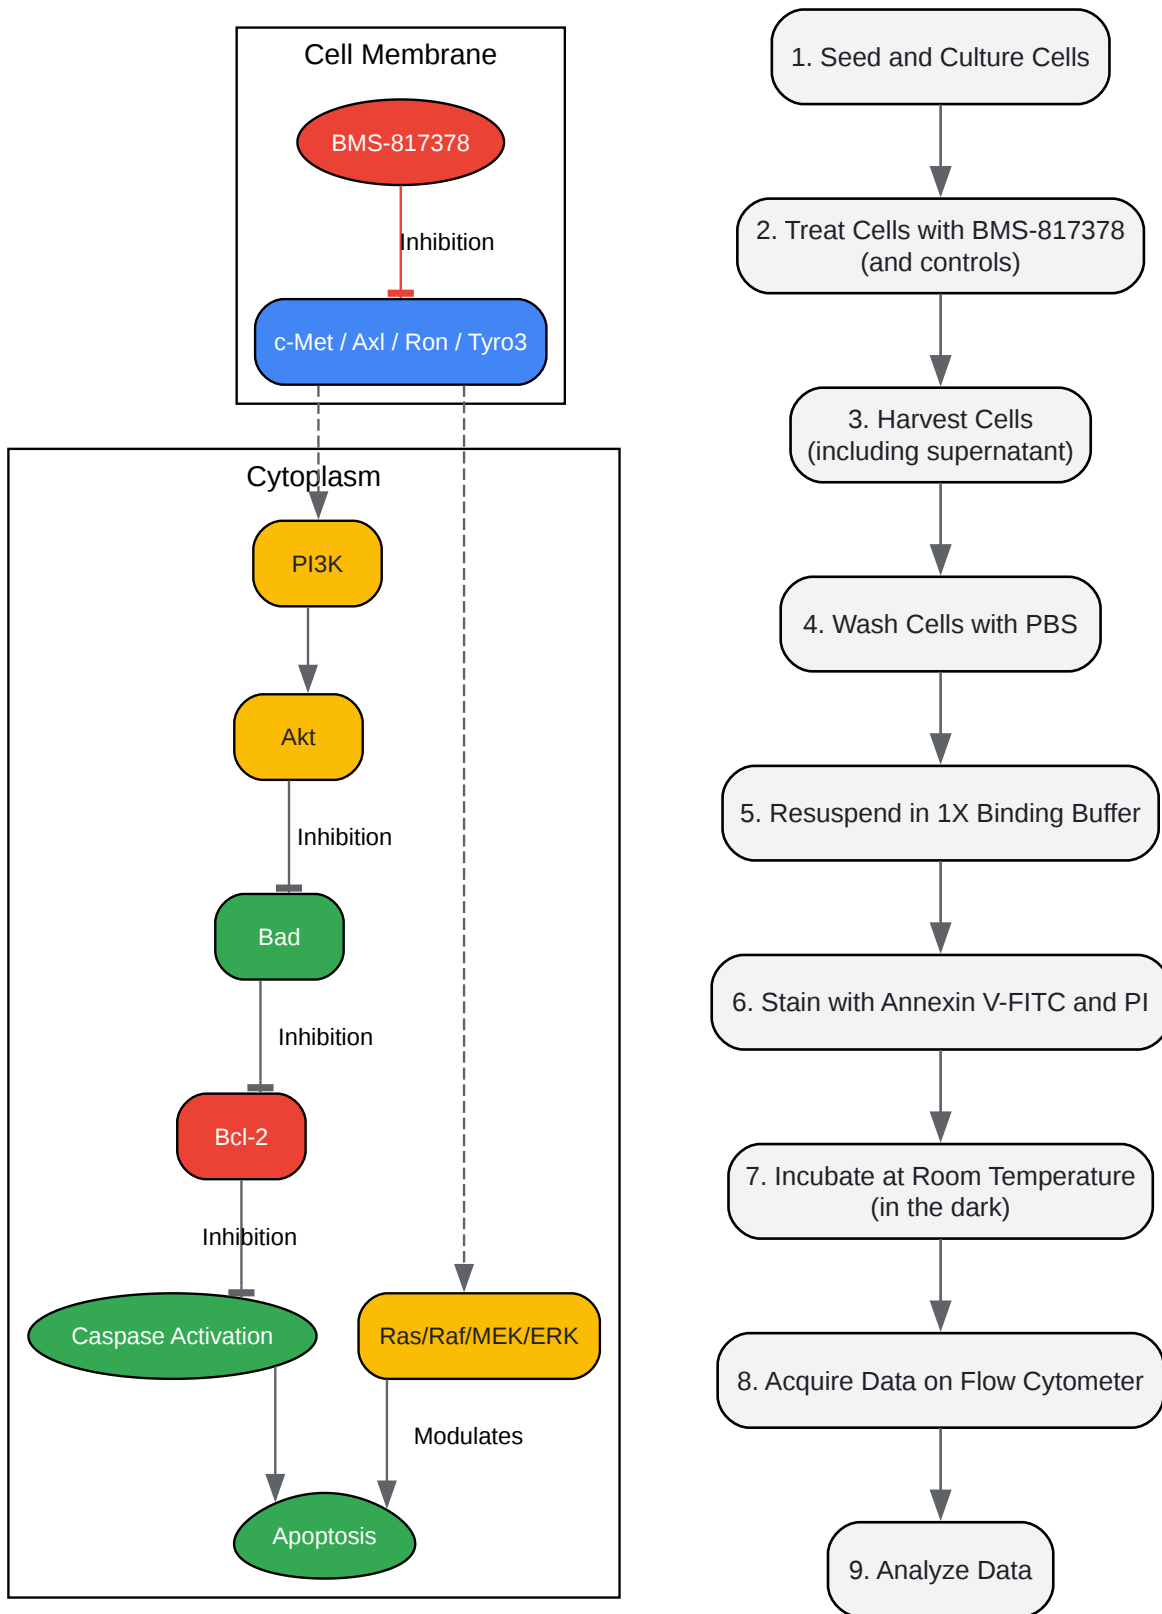 Cell Membrane
BMS-817378
Inhibition
c-Met / Axl / Ron / Tyro3
Cytoplasm
PI3K
Akt
Inhibition
Bad
Inhibition
Bcl-2
Inhibition
Caspase Activation
Ras/Raf/MEK/ERK
Modulates
Apoptosis
1. Seed and Culture Cells
2. Treat Cells with BMS-817378
(and controls)
3. Harvest Cells
(including supernatant)
4. Wash Cells with PBS
5. Resuspend in 1X Binding Buffer
6. Stain with Annexin V-FITC and PI
7. Incubate at Room Temperature
(in the dark)
8. Acquire Data on Flow Cytometer
9. Analyze Data